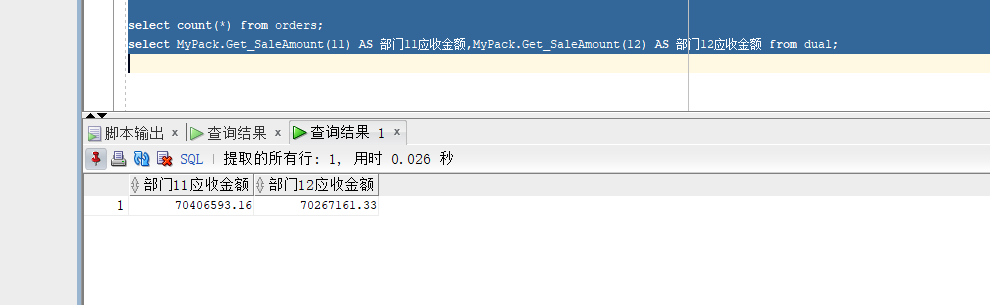 select count(*) from orders;
select MyPack.Get_SaleAmount(11) AS 部门11应收金额,MyPack.Get_SaleAmount(12) AS 部门12应收金额 from dual;
脚本输出 × 查询结果 × 查询结果 1 ×
SQL | 提取的所有行: 1, 用时 0.026 秒
部门11应收金额 部门12应收金额
1 70406593.16 70267161.33